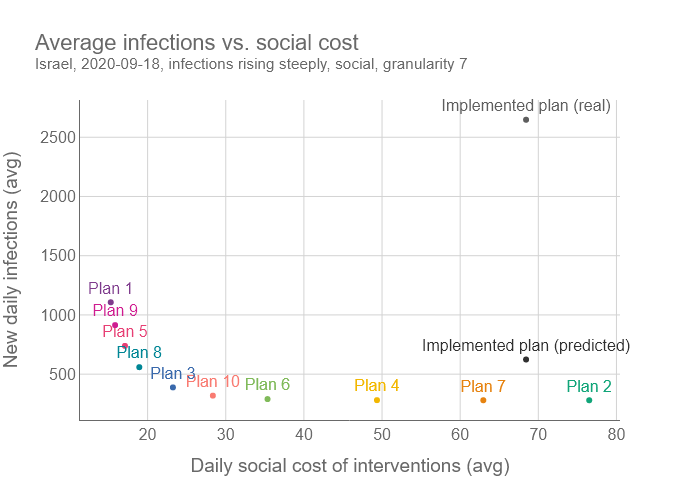 Average infections vs. social cost
Israel, 2020-09-18, infections rising steeply, social, granularity 7
Implemented plan (real)
2500
2000
1500
Plan 1
Plan 9
1000
Plan 5
Plan 8
Implemented plan (predicted)
Plan 3
Plan 10
Plan 6
Plan 4
Plan 7
Plan 2
500
New daily infections (avg)
20
30
40
50
60
70
80
Daily social cost of interventions (avg)